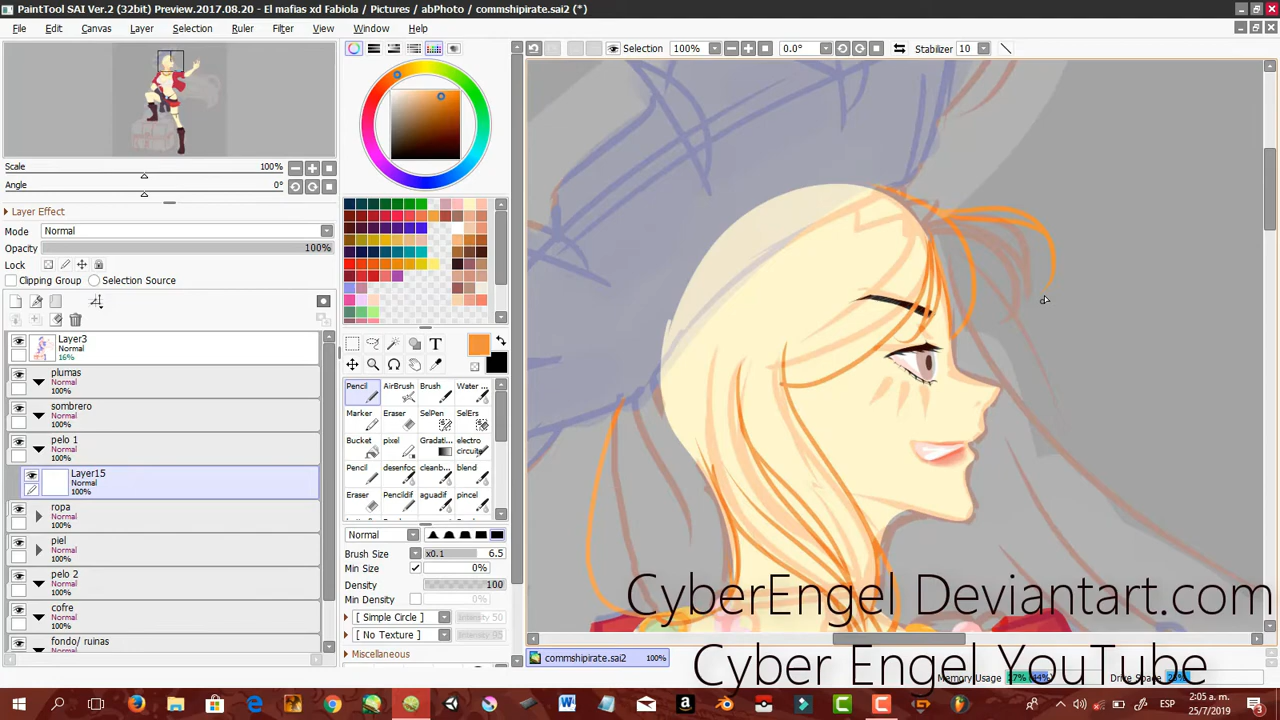 PaintTool SAI Ver.2 (32bit) Preview.2017.08.20 - El mafias xd Fabiola / Pictures / abPhoto / commshipirate.sai2 (*)
File Edit Canvas Layer Selection Ruler Filter View Window Help
Selection 100% 0.0° Stabilizer 10
Scale 100%
Angle 0°
Layer Effect
Mode Normal
Opacity 100%
Lock
Clipping Group Selection Source
Layer3
Normal
16%
plumas
Normal
100%
sombrero
Normal
100%
pelo 1
Normal
100%
Layer15
Normal
100%
ropa
Normal
100%
piel
Normal
100%
pelo 2
Normal
100%
cofre
Normal
100%
fondo/ ruinas
Normal
T
Pencil AirBrush Brush Water ...
Marker Eraser SelPen SelErs
Bucket pixel Gradati... electro circuite
Pencil desenfoc cleanb... blend
Eraser Pencildif aguadif pincel
Normal
Brush Size x0.1 6.5
Min Size 0%
Density 100
Min Density 0%
[ Simple Circle ] Intensity 50
[ No Texture ] Intensity 95
Miscellaneous
commshipirate.sai2 100%
CyberEngel Deviantart.com
Cyber Engel YouTube
Memory Usage 27% (44%) Drive Space 25%
ESP
2:05 a. m.
25/7/2019
3